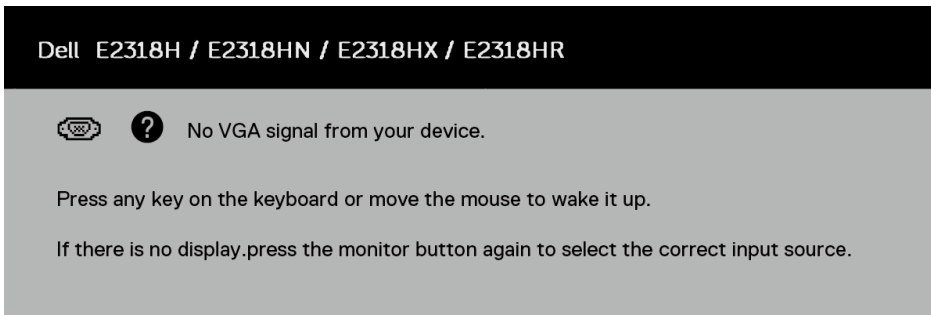 Dell E2318H / E2318HN / E2318HX / E2318HR
No VGA signal from your device.
Press any key on the keyboard or move the mouse to wake it up.
If there is no display.press the monitor button again to select the correct input source.